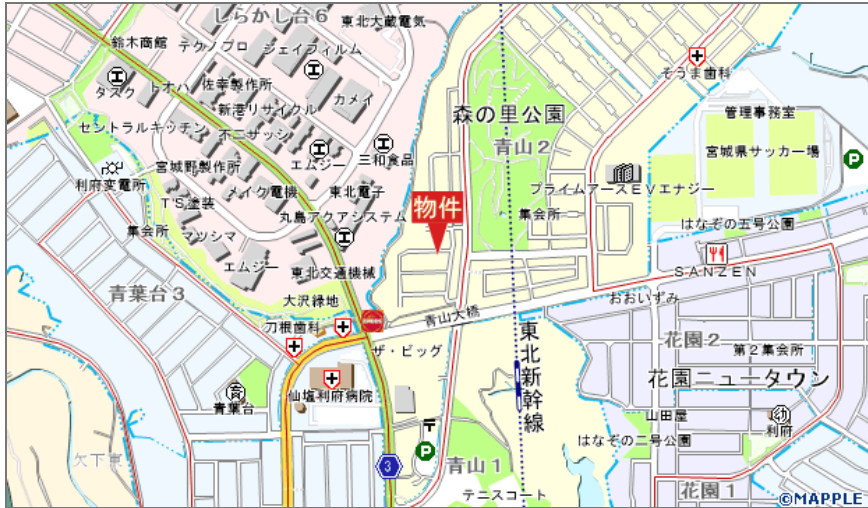 しらかし台6
東北大蔵電気
鈴木商館
テクノプロ
ジェイフィルム
タスク
トオハ
佐幸製作所
カメイ
新港リサイクル
セントラルキッチン
不二サッシ
エムジー
三和食品
宮城野製作所
利府変電所
メイク電機
東北電子
TS塗装
丸島アクアシステム
集会所
マツシマ
エムジー
東北交通機械
青葉台3
大沢緑地
刀根歯科
ザ・ビッグ
青葉台
仙塩利府病院
欠下東
3
物件
森の里公園
青山2
そうま歯科
管理事務室
宮城県サッカー場
P
プライムアースEVエナジー
集会所
はなぞの五号公園
SANZEN
おおいずみ
青山大橋
東北新幹線
花園2
第2集会所
花園ニュータウン
山田屋
利府
はなぞの二号公園
青山1
P
テニスコート
花園1
©MAPPLE